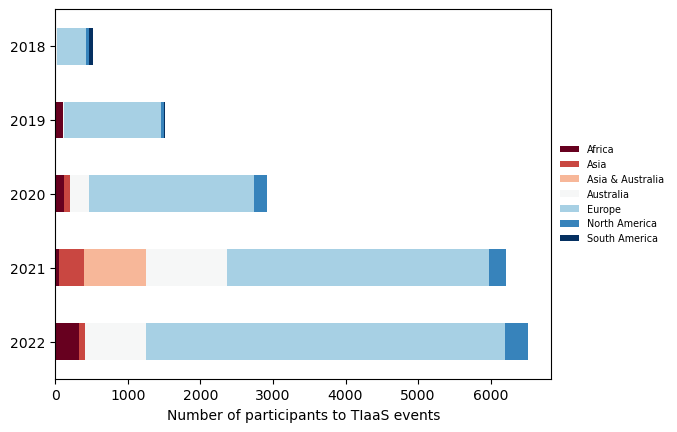 2018
2019
2020
2021
2022
0 1000 2000 3000 4000 5000 6000
Number of participants to TIaaS events
Africa
Asia
Asia & Australia
Australia
Europe
North America
South America